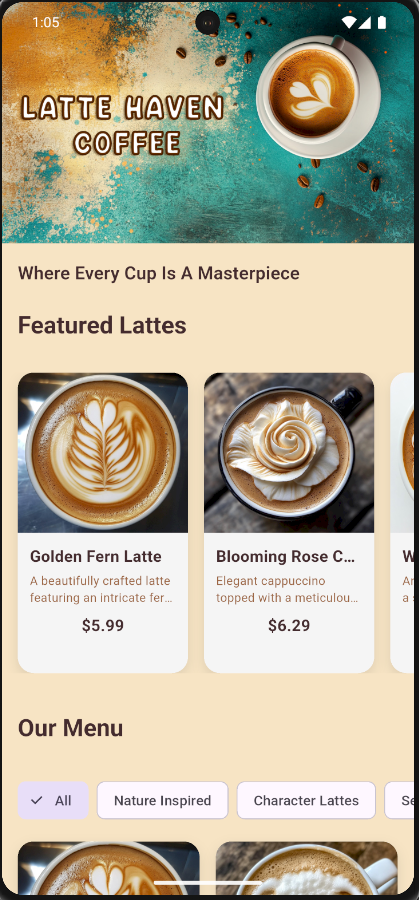 1:05
LATTE HAVEN
COFFEE
Where Every Cup Is A Masterpiece
Featured Lattes
Golden Fern Latte
A beautifully crafted latte
featuring an intricate fer...
$5.99
Blooming Rose C...
Elegant cappuccino
topped with a meticulou...
$6.29
Our Menu
All
Nature Inspired
Character Lattes